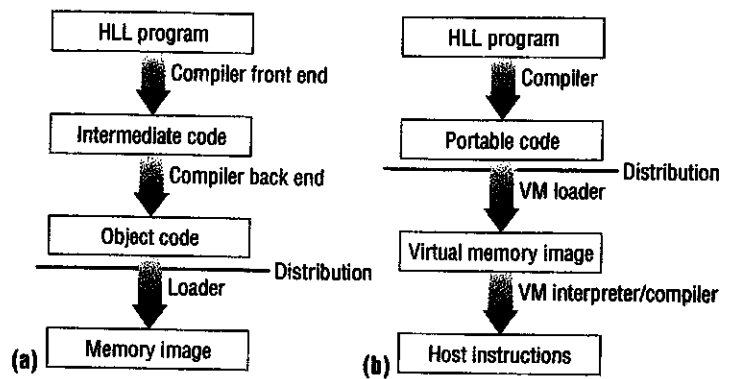 HLL program
Compiler front end
Intermediate code
Compiler back end
Object code
Distribution
Loader
Memory image
(a)
HLL program
Compiler
Portable code
Distribution
VM loader
Virtual memory image
VM interpreter/compiler
Host instructions
(b)